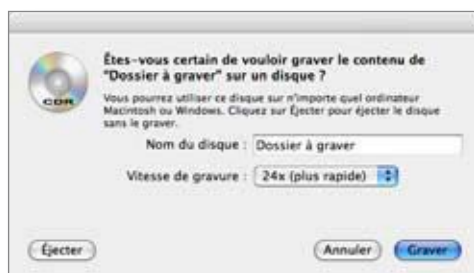 Êtes-vous certain de vouloir graver le contenu de
"Dossier à graver" sur un disque ?
Vous pourrez utiliser ce disque sur n'importe quel ordinateur
Macintosh ou Windows. Cliquez sur Éjecter pour éjecter le disque
sans le graver.
Nom du disque : Dossier à graver
Vitesse de gravure : 24x (plus rapide)
Éjecter Annuler Graver
CDR